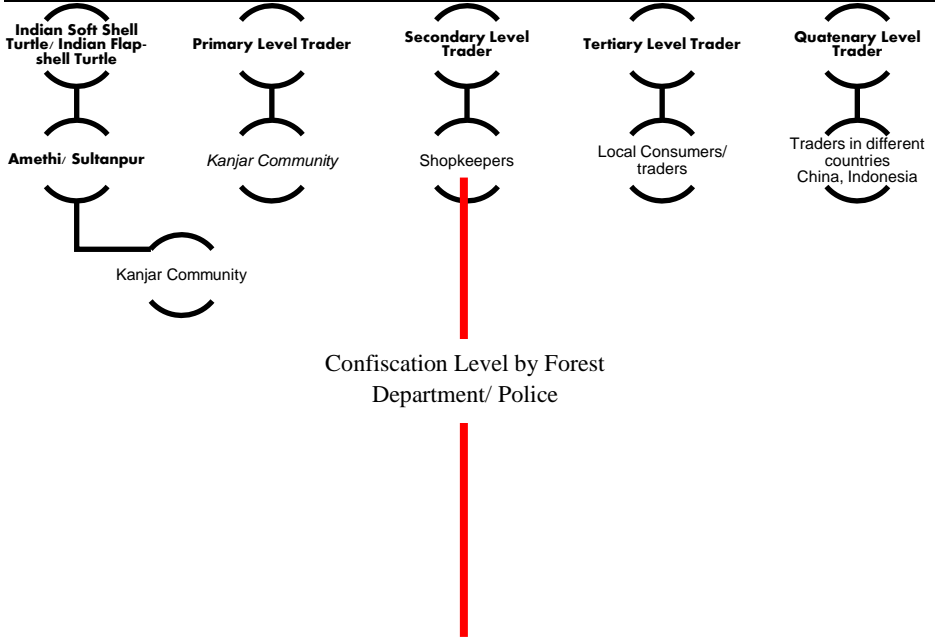 Indian Soft Shell
Turtle/ Indian Flap-
shell Turtle
Primary Level Trader
Secondary Level
Trader
Tertiary Level Trader
Quatenary Level
Trader
Amethi/ Sultanpur
Kanjar Community
Shopkeepers
Local Consumers/
traders
Traders in different
countries
China, Indonesia
Kanjar Community
Confiscation Level by Forest
Department/ Police